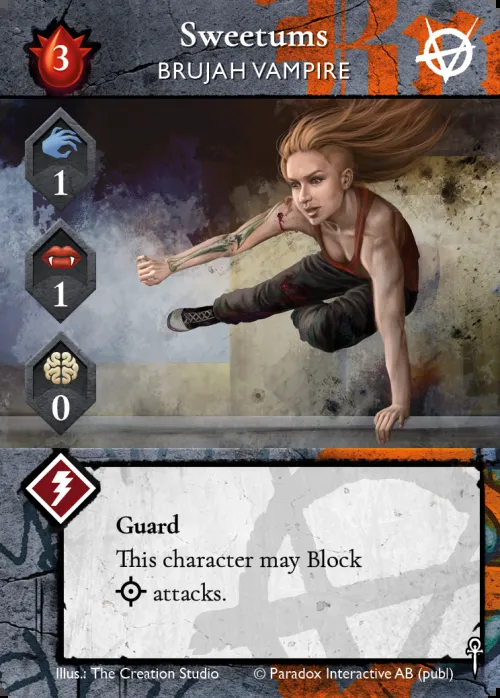 3
Sweetums
BRUJAH VAMPIRE
1
1
0
Guard
This character may Block
attacks.
Illus.: The Creation Studio © Paradox Interactive AB (publ)